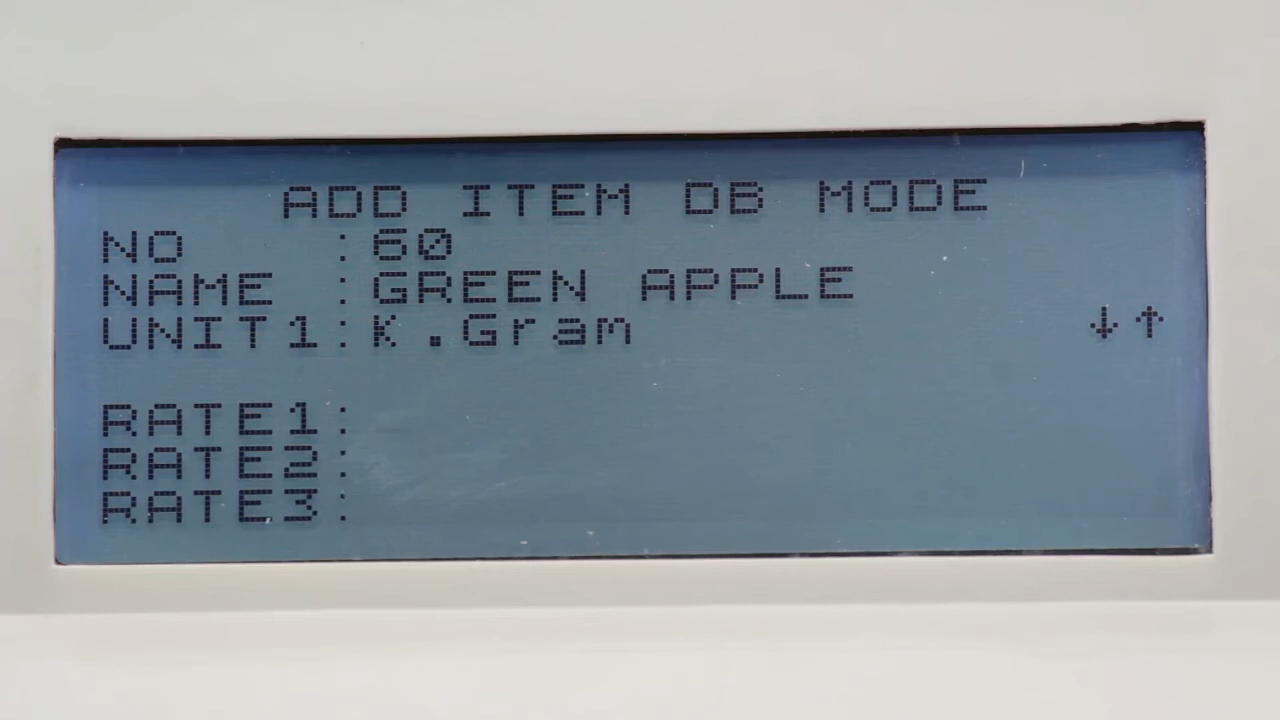 ADD ITEM DB MODE
NO :60
NAME :GREEN APPLE
UNIT1:K.Gram ↓↑
RATE1:
RATE2:
RATE3: